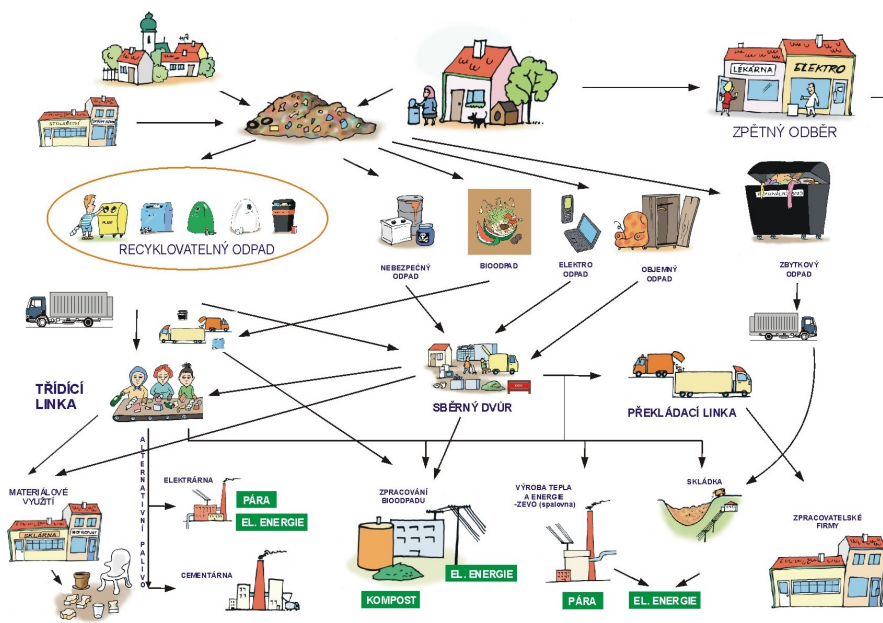 LÉKÁRNA
ELEKTRO
ZPĚTNÝ ODBĚR
PLAST
RECYKLOVATELNÝ ODPAD
NEBEZPEČNÝ
ODPAD
BIOODPAD
ELEKTRO
ODPAD
OBJEMNÝ
ODPAD
ZBYTKOVÝ
ODPAD
TŘÍDÍCÍ
LINKA
SBĚRNÝ DVŮR
PŘEKLÁDACÍ LINKA
MATERIÁLOVÉ
VYUŽITÍ
SKLÁRNA
ALTERNATIVNÍ PALIVO
ELEKTRÁRNA
PÁRA
EL. ENERGIE
CEMENTÁRNA
ZPRACOVÁNÍ
BIOODPADU
EL. ENERGIE
KOMPOST
VÝROBA TEPLA
A ENERGIE
-ZEVO (spalovna)
PÁRA
EL. ENERGIE
SKLÁDKA
ZPRACOVATELSKÉ
FIRMY